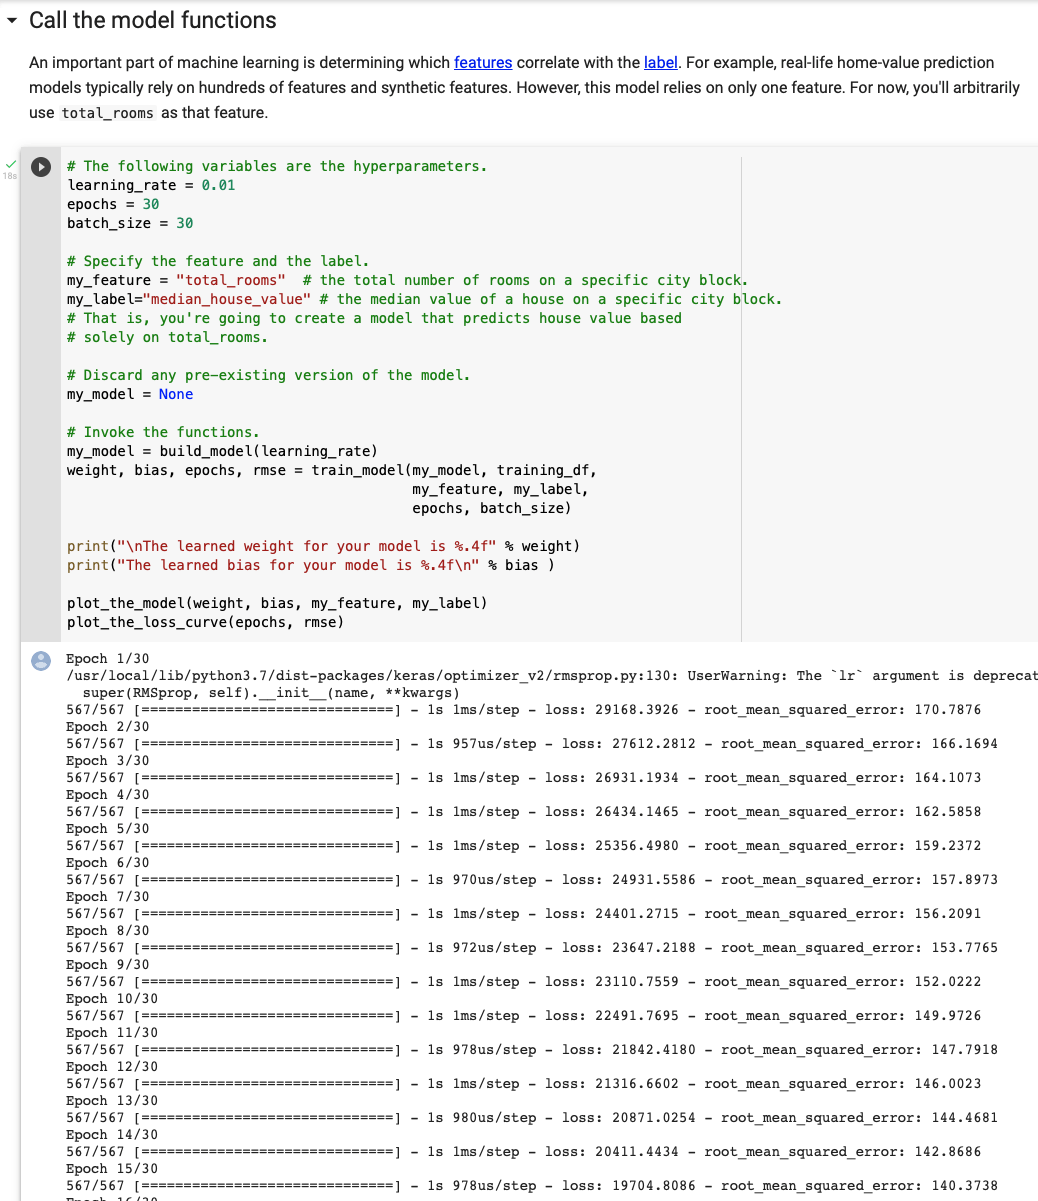 Call the model functions
An important part of machine learning is determining which features correlate with the label. For example, real-life home-value prediction
models typically rely on hundreds of features and synthetic features. However, this model relies on only one feature. For now, you'll arbitrarily
use total_rooms as that feature.
18s
# The following variables are the hyperparameters.
learning_rate = 0.01
epochs = 30
batch_size = 30
# Specify the feature and the label.
my_feature = "total_rooms"  # the total number of rooms on a specific city block.
my_label="median_house_value" # the median value of a house on a specific city block.
# That is, you're going to create a model that predicts house value based
# solely on total_rooms.
# Discard any pre-existing version of the model.
my_model = None
# Invoke the functions.
my_model = build_model(learning_rate)
weight, bias, epochs, rmse = train_model(my_model, training_df,
my_feature, my_label,
epochs, batch_size)
print("\nThe learned weight for your model is %.4f" % weight)
print("The learned bias for your model is %.4f\n" % bias )
plot_the_model(weight, bias, my_feature, my_label)
plot_the_loss_curve(epochs, rmse)
Epoch 1/30
/usr/local/lib/python3.7/dist-packages/keras/optimizer_v2/rmsprop.py:130: UserWarning: The `lr` argument is deprecat
super(RMSprop, self).__init__(name, **kwargs)
567/567 [==============================] - 1s 1ms/step - loss: 29168.3926 - root_mean_squared_error: 170.7876
Epoch 2/30
567/567 [==============================] - 1s 957us/step - loss: 27612.2812 - root_mean_squared_error: 166.1694
Epoch 3/30
567/567 [==============================] - 1s 1ms/step - loss: 26931.1934 - root_mean_squared_error: 164.1073
Epoch 4/30
567/567 [==============================] - 1s 1ms/step - loss: 26434.1465 - root_mean_squared_error: 162.5858
Epoch 5/30
567/567 [==============================] - 1s 1ms/step - loss: 25356.4980 - root_mean_squared_error: 159.2372
Epoch 6/30
567/567 [==============================] - 1s 970us/step - loss: 24931.5586 - root_mean_squared_error: 157.8973
Epoch 7/30
567/567 [==============================] - 1s 1ms/step - loss: 24401.2715 - root_mean_squared_error: 156.2091
Epoch 8/30
567/567 [==============================] - 1s 972us/step - loss: 23647.2188 - root_mean_squared_error: 153.7765
Epoch 9/30
567/567 [==============================] - 1s 1ms/step - loss: 23110.7559 - root_mean_squared_error: 152.0222
Epoch 10/30
567/567 [==============================] - 1s 1ms/step - loss: 22491.7695 - root_mean_squared_error: 149.9726
Epoch 11/30
567/567 [==============================] - 1s 978us/step - loss: 21842.4180 - root_mean_squared_error: 147.7918
Epoch 12/30
567/567 [==============================] - 1s 1ms/step - loss: 21316.6602 - root_mean_squared_error: 146.0023
Epoch 13/30
567/567 [==============================] - 1s 980us/step - loss: 20871.0254 - root_mean_squared_error: 144.4681
Epoch 14/30
567/567 [==============================] - 1s 1ms/step - loss: 20411.4434 - root_mean_squared_error: 142.8686
Epoch 15/30
567/567 [==============================] - 1s 978us/step - loss: 19704.8086 - root_mean_squared_error: 140.3738